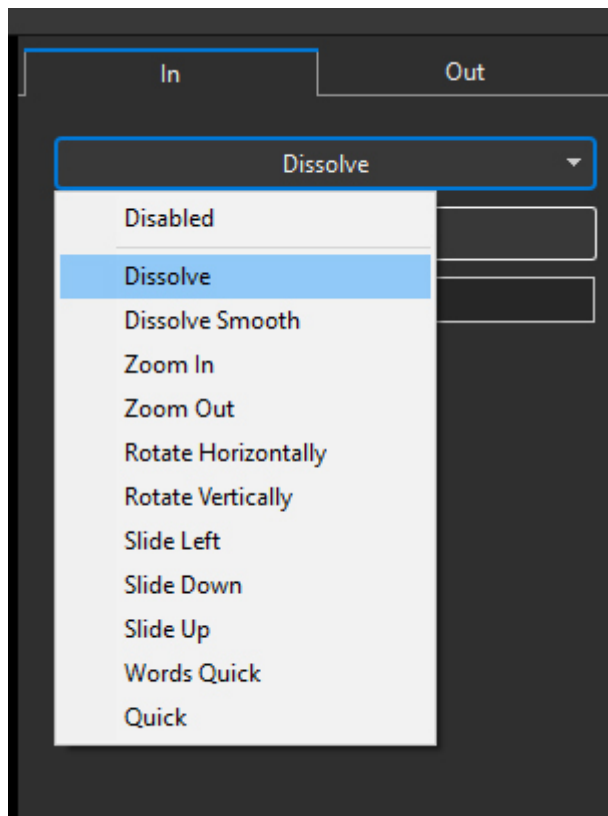 In Out
Dissolve
Disabled
Dissolve
Dissolve Smooth
Zoom In
Zoom Out
Rotate Horizontally
Rotate Vertically
Slide Left
Slide Down
Slide Up
Words Quick
Quick